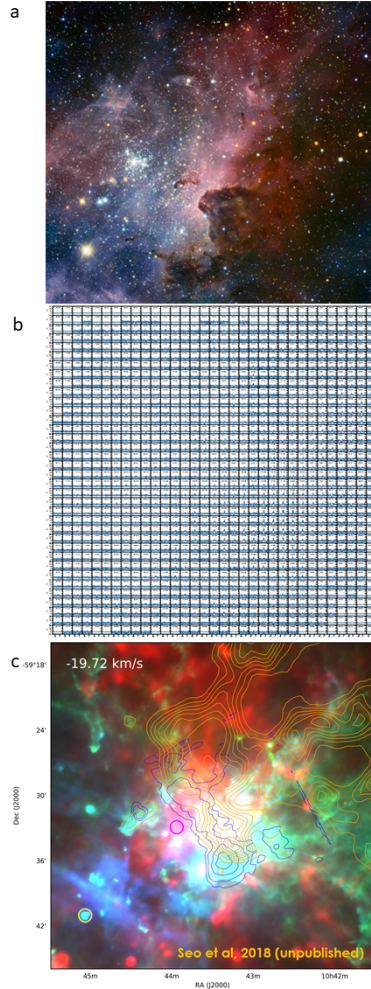 a
b
c
-19.72 km/s
-59°18'
24'
30'
36'
42'
Dec (J2000)
Seo et al, 2018 (unpublished)
45m
44m
43m
10h42m
RA (J2000)